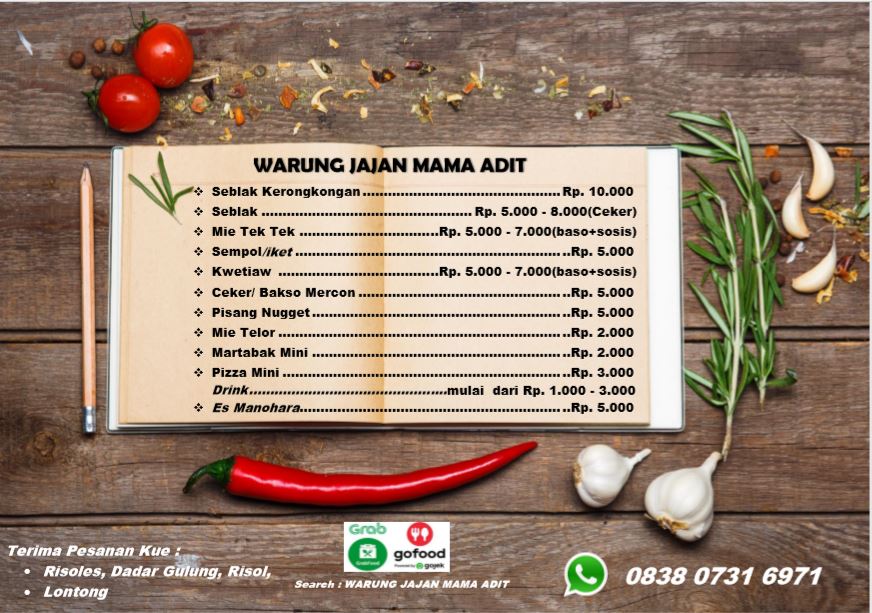 WARUNG JAJAN MAMA ADIT
❖ Seblak Kerongkongan ........................................ Rp. 10.000
❖ Seblak ........................................ Rp. 5.000 - 8.000(Ceker)
❖ Mie Tek Tek ...........................Rp. 5.000 - 7.000(baso+sosis)
❖ Sempol/iket ........................................Rp. 5.000
❖ Kwetiaw ...............................Rp. 5.000 - 7.000(baso+sosis)
❖ Ceker/ Bakso Mercon ........................................Rp. 5.000
❖ Pisang Nugget........................................Rp. 5.000
❖ Mie Telor ........................................Rp. 2.000
❖ Martabak Mini ........................................Rp. 2.000
❖ Pizza Mini ........................................Rp. 3.000
Drink........................................mulai dari Rp. 1.000 - 3.000
❖ Es Manohara........................................Rp. 5.000
Terima Pesanan Kue :
• Risoles, Dadar Gulung, Risol,
• Lontong
Grab
GrabFood
gofood
Powered by gojek
Search : WARUNG JAJAN MAMA ADIT
0838 0731 6971